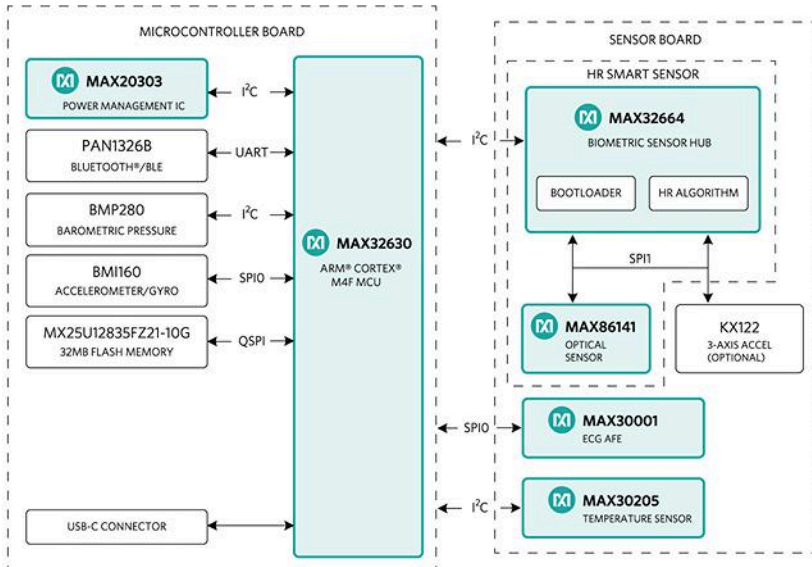 MICROCONTROLLER BOARD
MAX20303
POWER MANAGEMENT IC
I²C
PAN1326B
BLUETOOTH®/BLE
UART
BMP280
BAROMETRIC PRESSURE
I²C
BMI160
ACCELEROMETER/GYRO
SPI0
MX25U12835FZ21-10G
32MB FLASH MEMORY
QSPI
USB-C CONNECTOR
MAX32630
ARM® CORTEX®
M4F MCU
I²C
SPI0
I²C
SENSOR BOARD
HR SMART SENSOR
MAX32664
BIOMETRIC SENSOR HUB
BOOTLOADER
HR ALGORITHM
SPI1
MAX86141
OPTICAL
SENSOR
KX122
3-AXIS ACCEL
(OPTIONAL)
MAX30001
ECG AFE
MAX30205
TEMPERATURE SENSOR